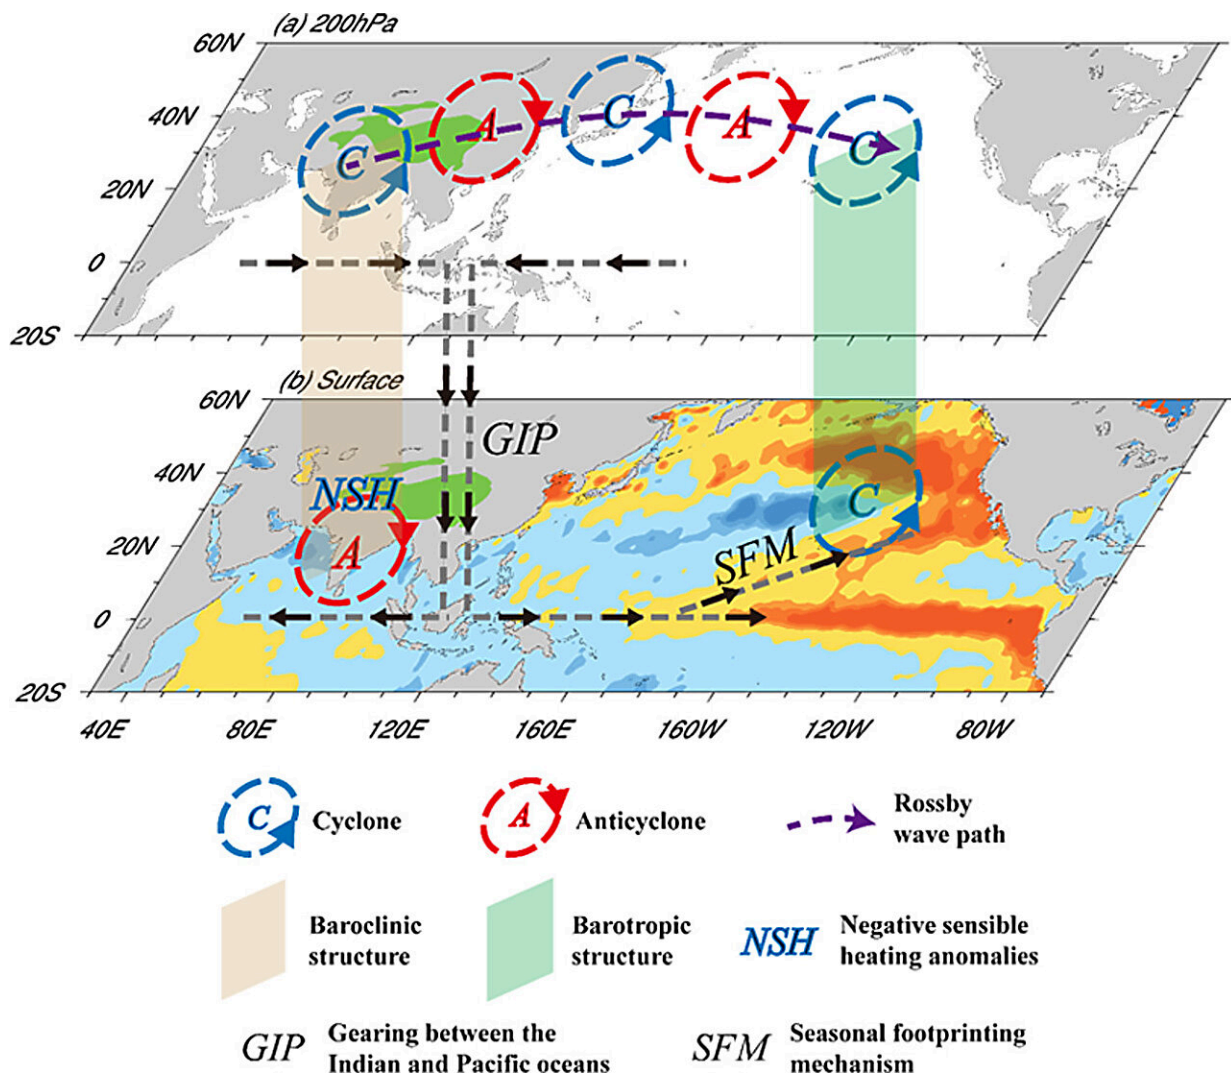 (a) 200hPa
60N
40N
20N
0
20S
C
A
C
A
C
(b) Surface
60N
40N
20N
0
20S
GIP
NSH
A
C
SFM
40E
80E
120E
160E
160W
120W
80W
C
Cyclone
A
Anticyclone
Rossby
wave path
Baroclinic
structure
Barotropic
structure
NSH
Negative sensible
heating anomalies
GIP
Gearing between the
Indian and Pacific oceans
SFM
Seasonal footprinting
mechanism